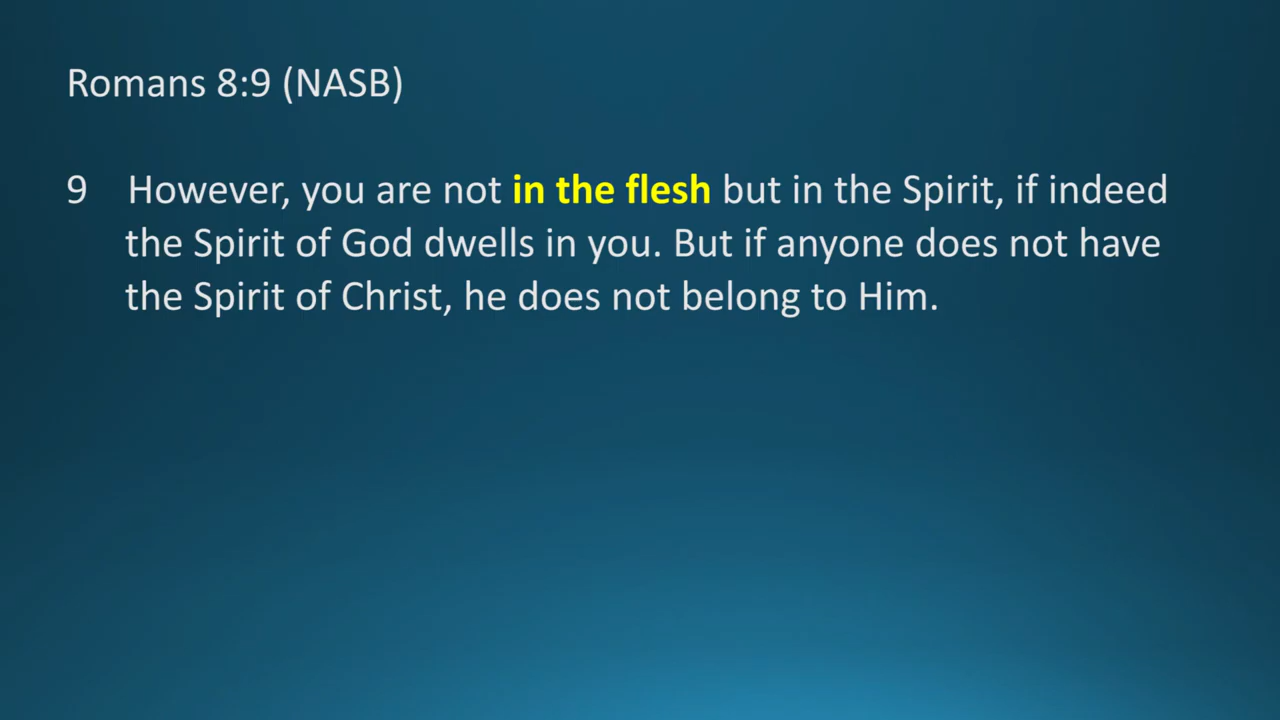 Romans 8:9 (NASB)
9 However, you are not in the flesh but in the Spirit, if indeed
the Spirit of God dwells in you. But if anyone does not have
the Spirit of Christ, he does not belong to Him.